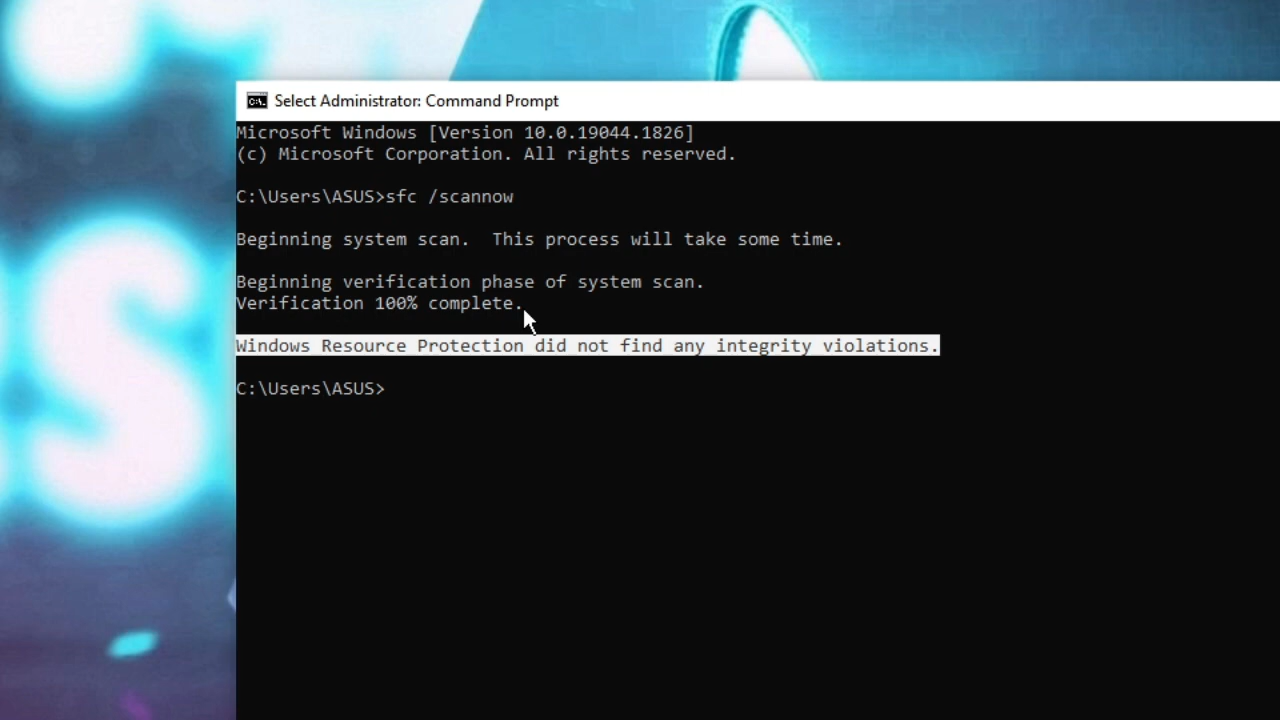 Select Administrator: Command Prompt
Microsoft Windows [Version 10.0.19044.1826]
(c) Microsoft Corporation. All rights reserved.
C:\Users\ASUS>sfc /scannow
Beginning system scan.  This process will take some time.
Beginning verification phase of system scan.
Verification 100% complete.
Windows Resource Protection did not find any integrity violations.
C:\Users\ASUS>
S